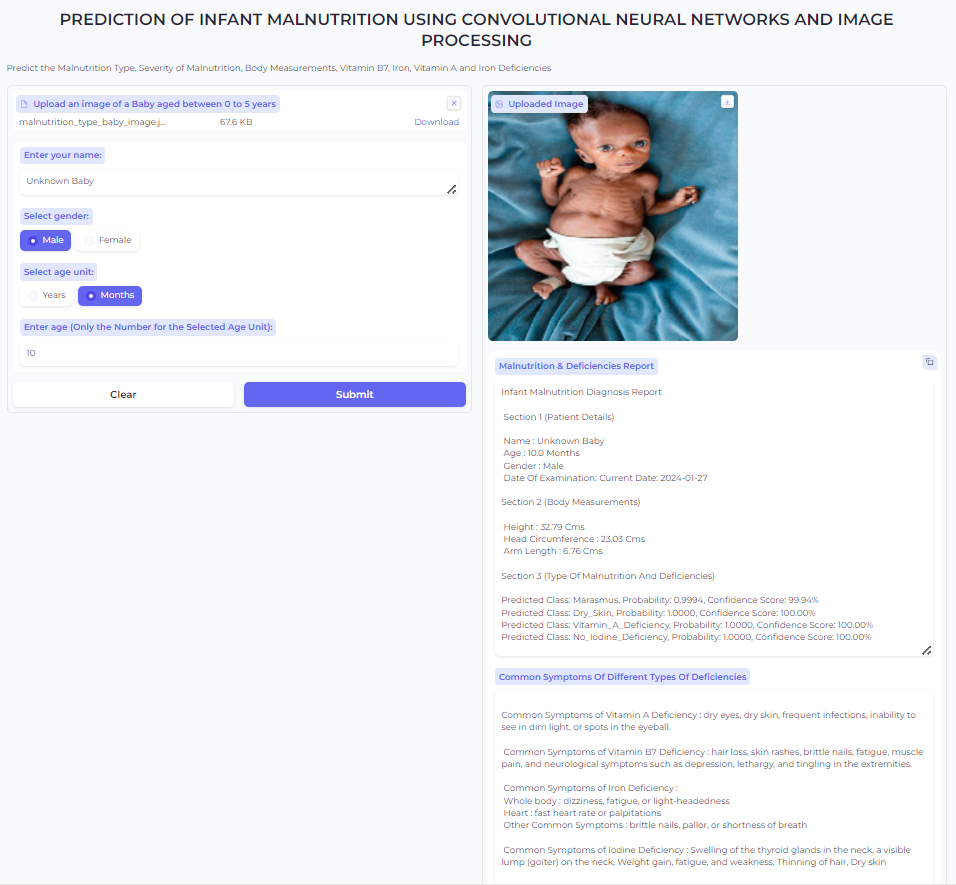 PREDICTION OF INFANT MALNUTRITION USING CONVOLUTIONAL NEURAL NETWORKS AND IMAGE
PROCESSING
Predict the Malnutrition Type, Severity of Malnutrition, Body Measurements, Vitamin B7, Iron, Vitamin A and Iron Deficiencies
Upload an image of a Baby aged between 0 to 5 years
malnutrition_type_baby_image.j...
67.6 KB
Download
Enter your name:
Unknown Baby
Select gender:
Male
Female
Select age unit:
Years
Months
Enter age (Only the Number for the Selected Age Unit):
10
Clear
Submit
Uploaded Image
Malnutrition & Deficiencies Report
Infant Malnutrition Diagnosis Report
Section 1 (Patient Details)
Name : Unknown Baby
Age : 10.0 Months
Gender : Male
Date Of Examination: Current Date: 2024-01-27
Section 2 (Body Measurements)
Height : 32.79 Cms
Head Circumference : 23.03 Cms
Arm Length : 6.76 Cms
Section 3 (Type Of Malnutrition And Deficiencies)
Predicted Class: Marasmus, Probability: 0.9994, Confidence Score: 99.94%
Predicted Class: Dry_Skin, Probability: 1.0000, Confidence Score: 100.00%
Predicted Class: Vitamin_A_Deficiency, Probability: 1.0000, Confidence Score: 100.00%
Predicted Class: No_Iodine_Deficiency, Probability: 1.0000, Confidence Score: 100.00%
Common Symptoms Of Different Types Of Deficiencies
Common Symptoms of Vitamin A Deficiency : dry eyes, dry skin, frequent infections, inability to
see in dim light, or spots in the eyeball.
Common Symptoms of Vitamin B7 Deficiency : hair loss, skin rashes, brittle nails, fatigue, muscle
pain, and neurological symptoms such as depression, lethargy, and tingling in the extremities.
Common Symptoms of Iron Deficiency :
Whole body : dizziness, fatigue, or light-headedness
Heart : fast heart rate or palpitations
Other Common Symptoms : brittle nails, pallor, or shortness of breath
Common Symptoms of Iodine Deficiency : Swelling of the thyroid glands in the neck, a visible
lump (goiter) on the neck, Weight gain, fatigue, and weakness, Thinning of hair, Dry skin